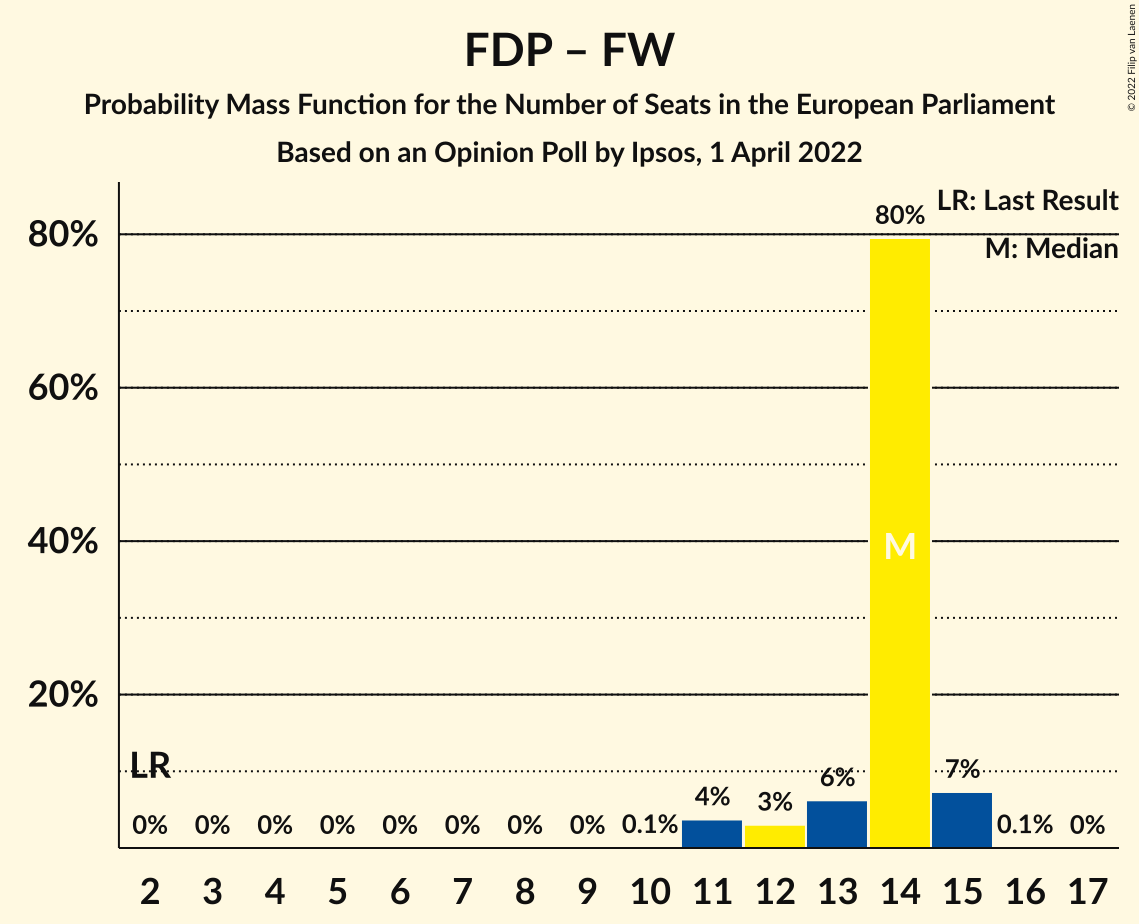 FDP – FW
Probability Mass Function for the Number of Seats in the European Parliament
Based on an Opinion Poll by Ipsos, 1 April 2022
© 2022 Filip van Laenen
LR: Last Result
M: Median
80%
60%
40%
20%
LR
M
0% 0% 0% 0% 0% 0% 0% 0% 0.1% 4% 3% 6% 80% 7% 0.1% 0%
2 3 4 5 6 7 8 9 10 11 12 13 14 15 16 17